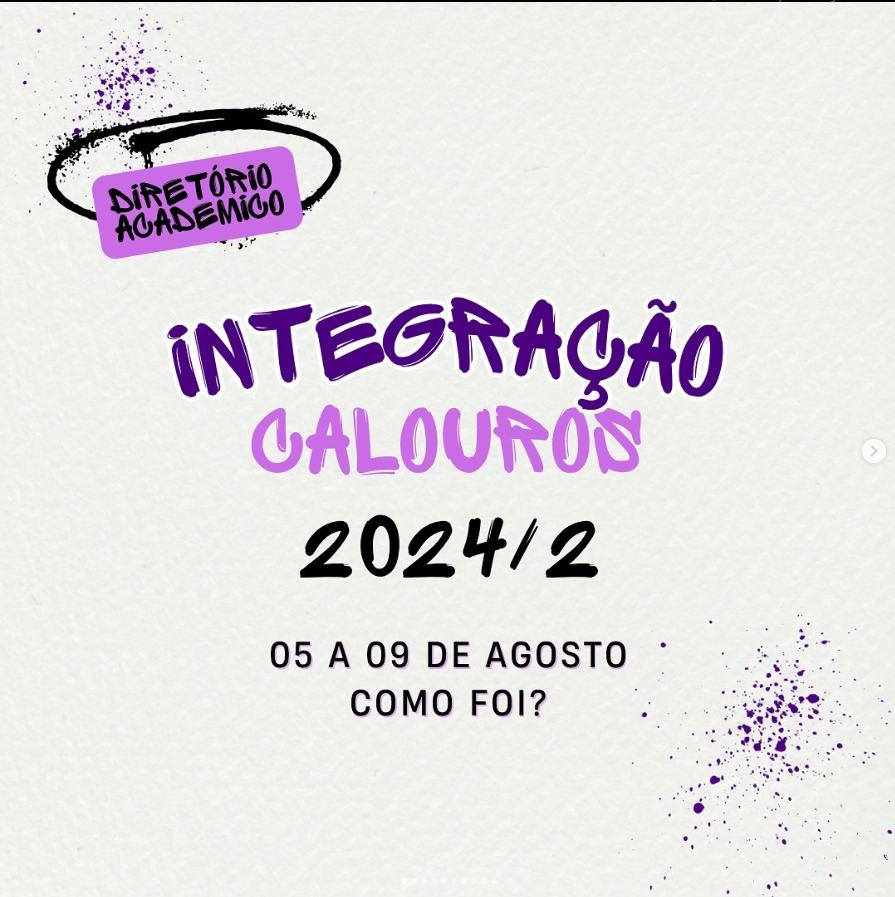 DIRETÓRIO
ACADEMICO
INTEGRAÇÃO
CALOUROS
2024/2
05 A 09 DE AGOSTO
COMO FOI?